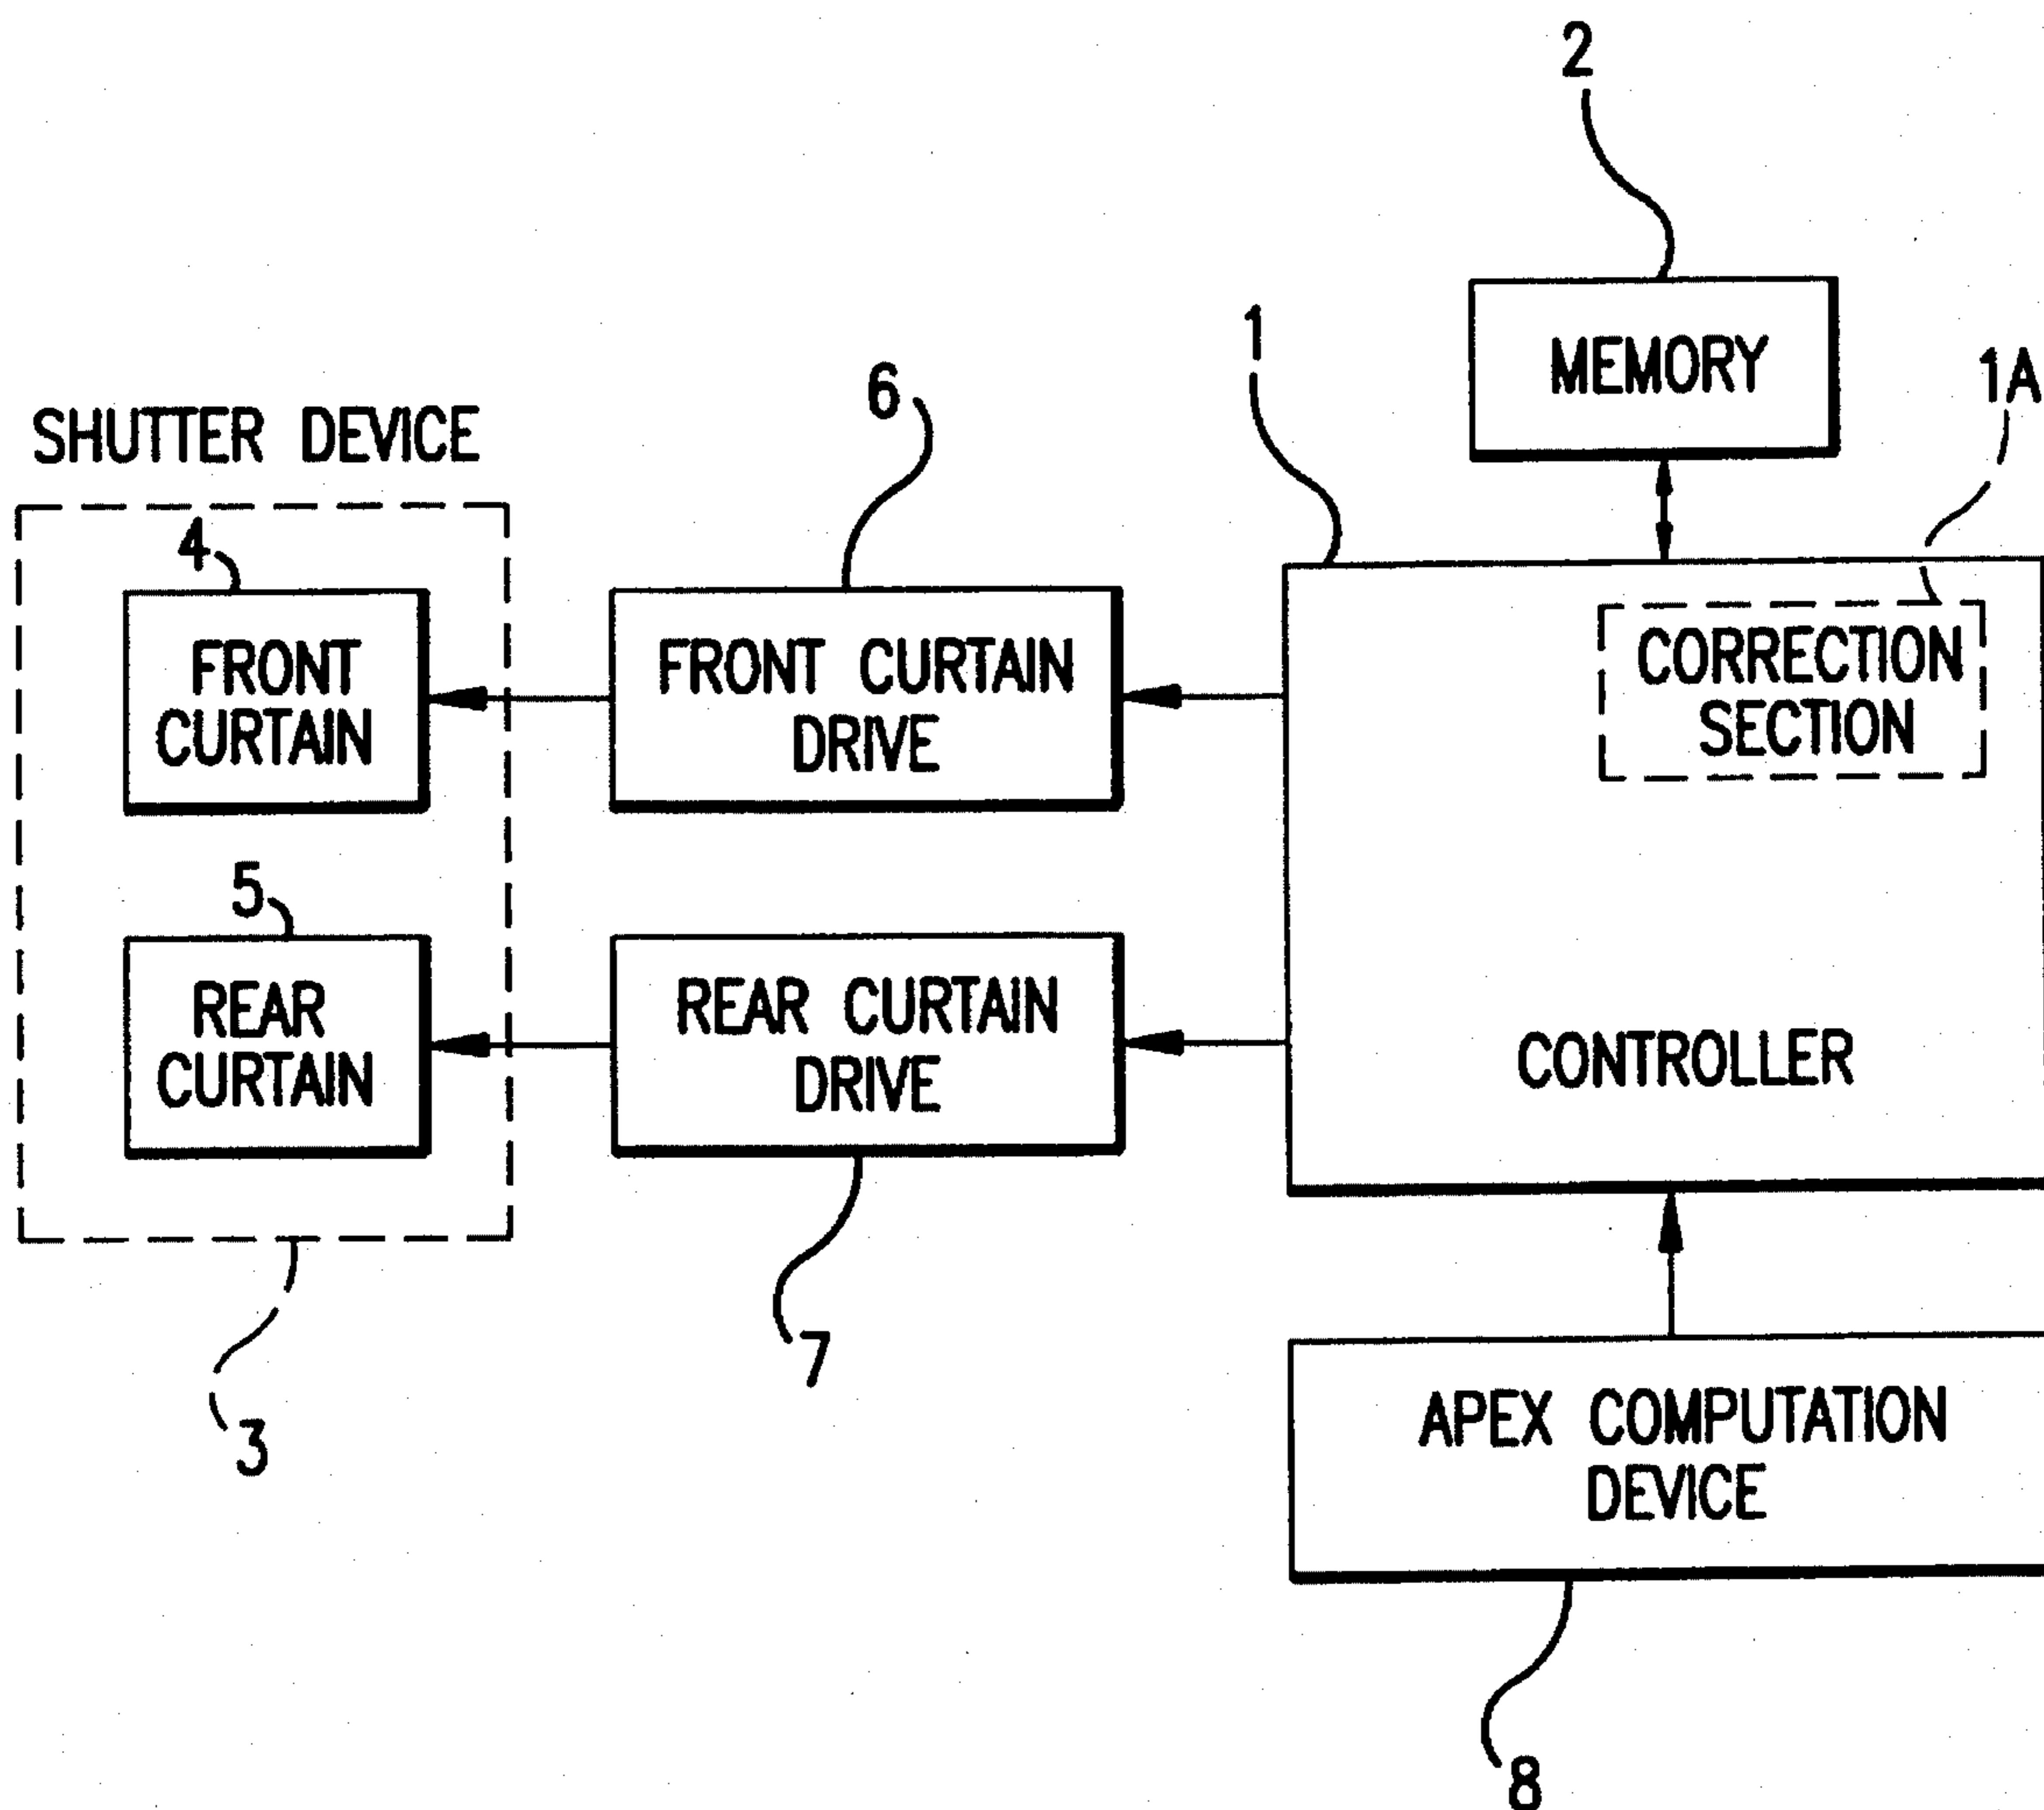 2
1
MEMORY
1A
6
SHUTTER DEVICE
4
FRONT
CURTAIN
FRONT CURTAIN
DRIVE
CORRECTION
SECTION
5
REAR
CURTAIN
REAR CURTAIN
DRIVE
CONTROLLER
7
3
APEX COMPUTATION
DEVICE
8